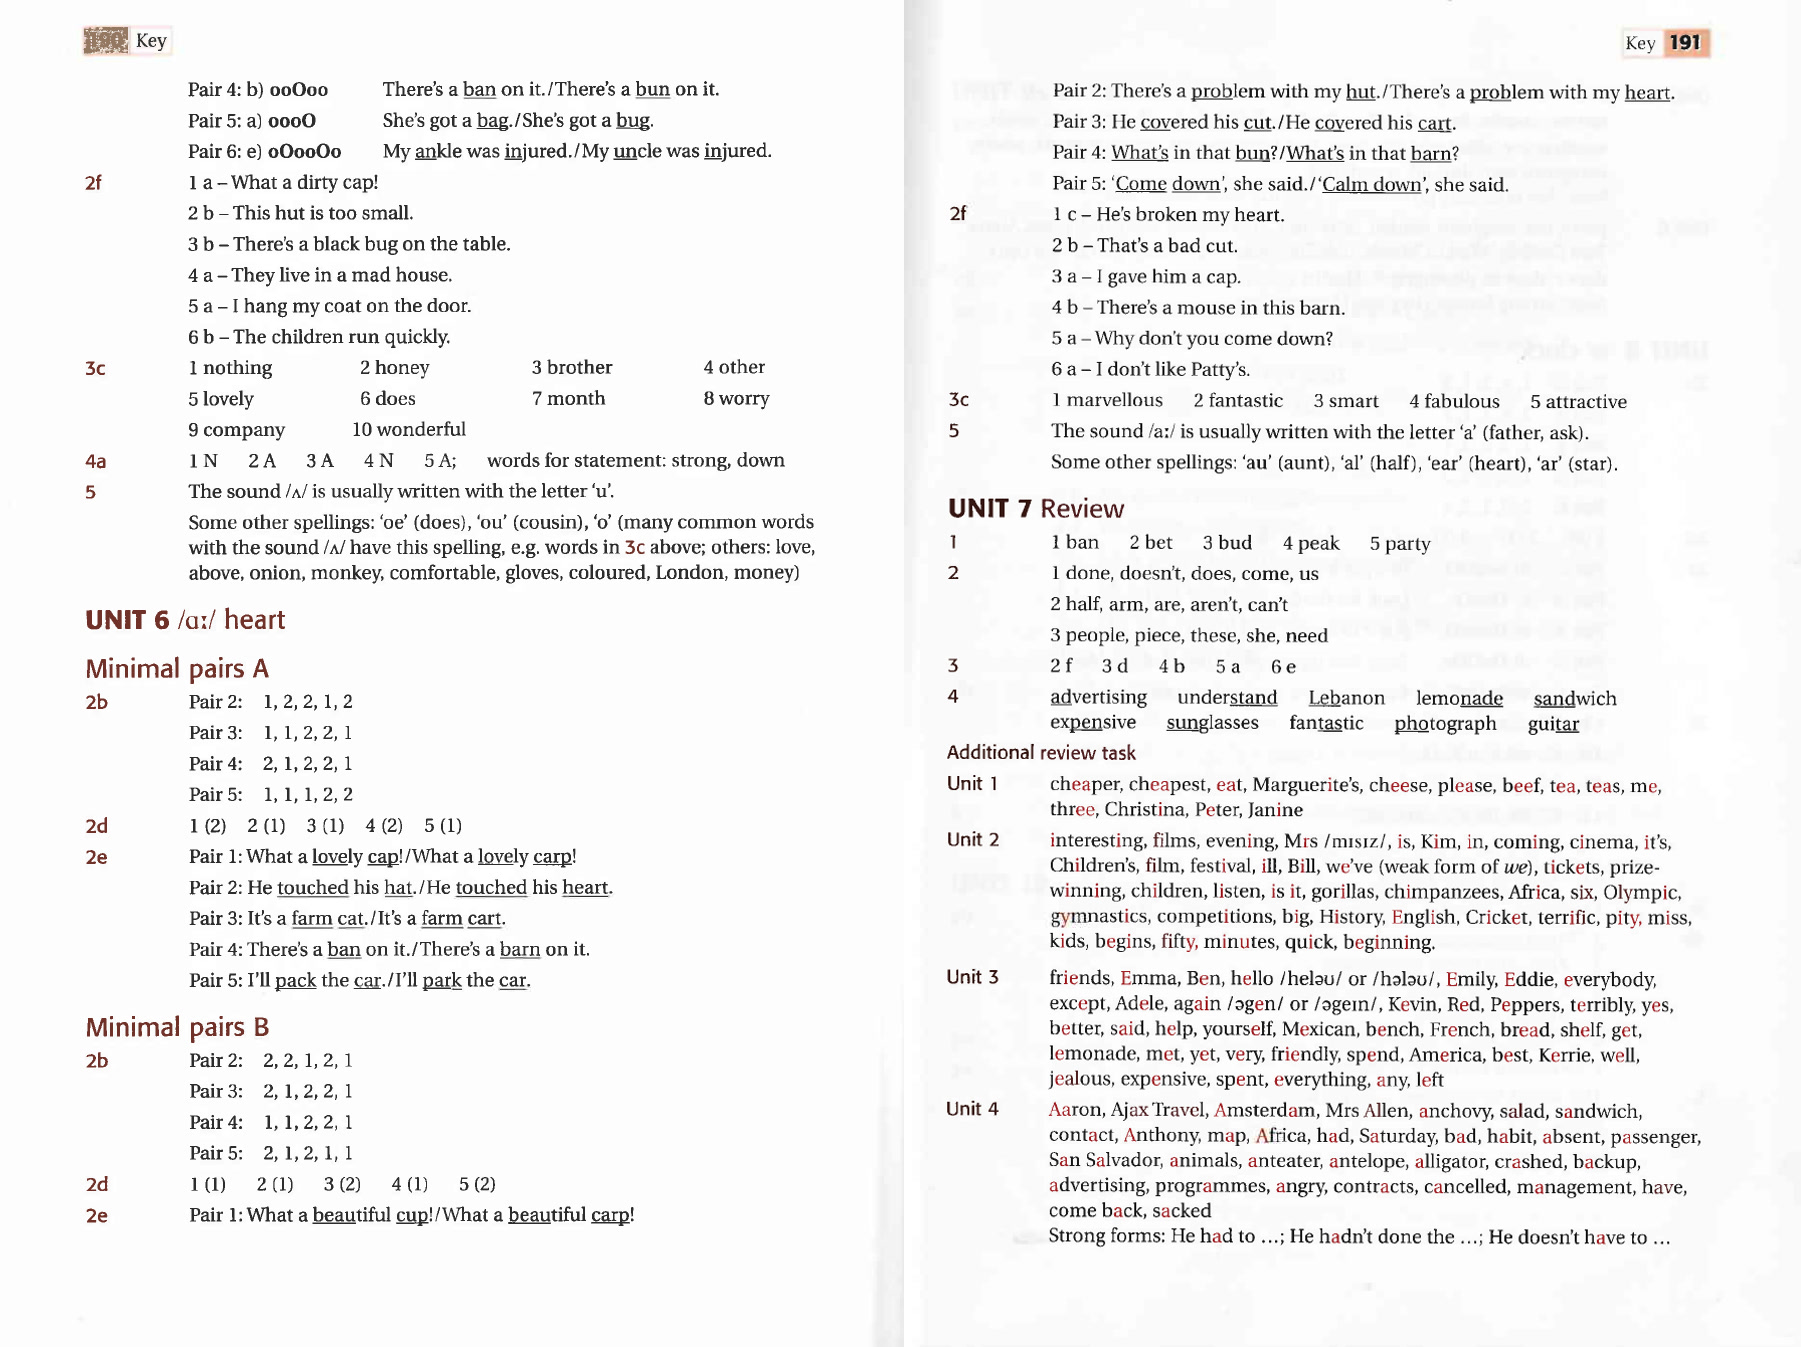 190 Key
Pair 4: b) ooOoo There's a ban on it./There's a bun on it.
Pair 5: a) oooO She's got a bag./She's got a bug.
Pair 6: e) oOooOo My ankle was injured./My uncle was injured.
2f 1 a – What a dirty cap!
2 b – This hut is too small.
3 b – There's a black bug on the table.
4 a – They live in a mad house.
5 a – I hang my coat on the door.
6 b – The children run quickly.
3c 1 nothing 2 honey 3 brother 4 other
5 lovely 6 does 7 month 8 worry
9 company 10 wonderful
4a 1 N 2 A 3 A 4 N 5 A; words for statement: strong, down
5 The sound /ʌ/ is usually written with the letter 'u'.
Some other spellings: 'oe' (does), 'ou' (cousin), 'o' (many common words
with the sound /ʌ/ have this spelling, e.g. words in 3c above; others: love,
above, onion, monkey, comfortable, gloves, coloured, London, money)
UNIT 6 /ɑː/ heart
Minimal pairs A
2b Pair 2: 1, 2, 2, 1, 2
Pair 3: 1, 1, 2, 2, 1
Pair 4: 2, 1, 2, 2, 1
Pair 5: 1, 1, 1, 2, 2
2d 1 (2) 2 (1) 3 (1) 4 (2) 5 (1)
2e Pair 1: What a lovely cap!/What a lovely carp!
Pair 2: He touched his hat./He touched his heart.
Pair 3: It's a farm cat./It's a farm cart.
Pair 4: There's a ban on it./There's a barn on it.
Pair 5: I'll pack the car./I'll park the car.
Minimal pairs B
2b Pair 2: 2, 2, 1, 2, 1
Pair 3: 2, 1, 2, 2, 1
Pair 4: 1, 1, 2, 2, 1
Pair 5: 2, 1, 2, 1, 1
2d 1 (1) 2 (1) 3 (2) 4 (1) 5 (2)
2e Pair 1: What a beautiful cup!/What a beautiful carp!
Key 191
Pair 2: There's a problem with my hut./There's a problem with my heart.
Pair 3: He covered his cut./He covered his cart.
Pair 4: What's in that bun?/What's in that barn?
Pair 5: 'Come down', she said./'Calm down', she said.
2f 1 c – He's broken my heart.
2 b – That's a bad cut.
3 a – I gave him a cap.
4 b – There's a mouse in this barn.
5 a – Why don't you come down?
6 a – I don't like Patty's.
3c 1 marvellous 2 fantastic 3 smart 4 fabulous 5 attractive
5 The sound /aː/ is usually written with the letter 'a' (father, ask).
Some other spellings: 'au' (aunt), 'al' (half), 'ear' (heart), 'ar' (star).
UNIT 7 Review
1 1 ban 2 bet 3 bud 4 peak 5 party
2 1 done, doesn't, does, come, us
2 half, arm, are, aren't, can't
3 people, piece, these, she, need
3 2 f 3 d 4 b 5 a 6 e
4 advertising understand Lebanon lemonade sandwich
expensive sunglasses fantastic photograph guitar
Additional review task
Unit 1 cheaper, cheapest, eat, Marguerite's, cheese, please, beef, tea, teas, me,
three, Christina, Peter, Janine
Unit 2 interesting, films, evening, Mrs /mɪsɪz/, is, Kim, in, coming, cinema, it's,
Children's, film, festival, ill, Bill, we've (weak form of we), tickets, prize-
winning, children, listen, is it, gorillas, chimpanzees, Africa, six, Olympic,
gymnastics, competitions, big, History, English, Cricket, terrific, pity, miss,
kids, begins, fifty, minutes, quick, beginning.
Unit 3 friends, Emma, Ben, hello /heləʊ/ or /hələʊ/, Emily, Eddie, everybody,
except, Adele, again /əgen/ or /əgeɪn/, Kevin, Red, Peppers, terribly, yes,
better, said, help, yourself, Mexican, bench, French, bread, shelf, get,
lemonade, met, yet, very, friendly, spend, America, best, Kerrie, well,
jealous, expensive, spent, everything, any, left
Unit 4 Aaron, Ajax Travel, Amsterdam, Mrs Allen, anchovy, salad, sandwich,
contact, Anthony, map, Africa, had, Saturday, bad, habit, absent, passenger,
San Salvador, animals, anteater, antelope, alligator, crashed, backup,
advertising, programmes, angry, contracts, cancelled, management, have,
come back, sacked
Strong forms: He had to ...; He hadn't done the ...; He doesn't have to ...